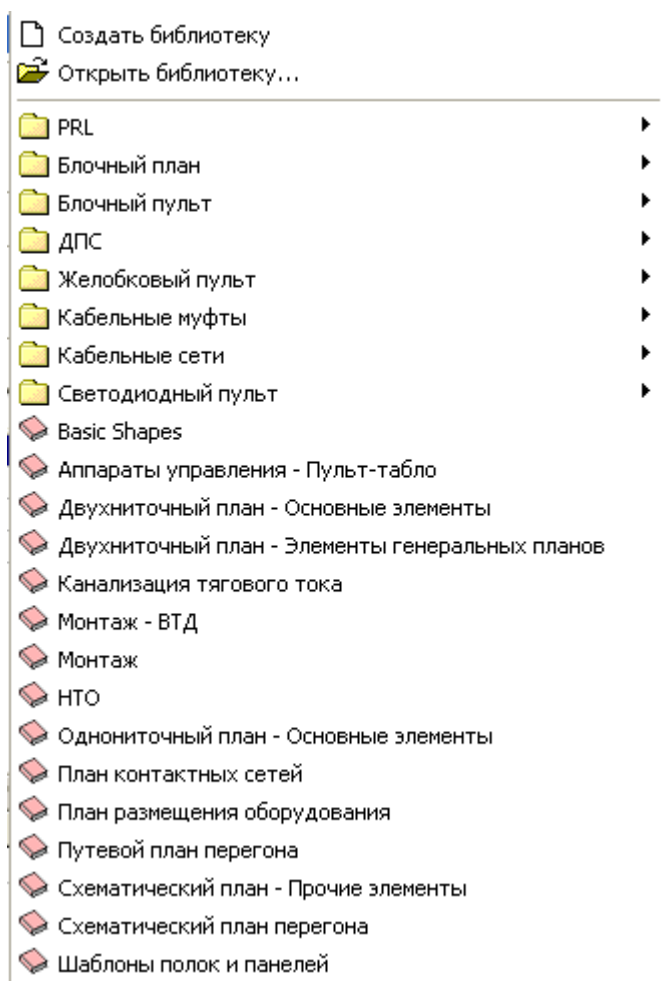 Создать библиотеку
Открыть библиотеку...
PRL
Блочный план
Блочный пульт
ДПС
Желобковый пульт
Кабельные муфты
Кабельные сети
Светодиодный пульт
Basic Shapes
Аппараты управления - Пульт-табло
Двухниточный план - Основные элементы
Двухниточный план - Элементы генеральных планов
Канализация тягового тока
Монтаж - ВТД
Монтаж
НТО
Однониточный план - Основные элементы
План контактных сетей
План размещения оборудования
Путевой план перегона
Схематический план - Прочие элементы
Схематический план перегона
Шаблоны полок и панелей